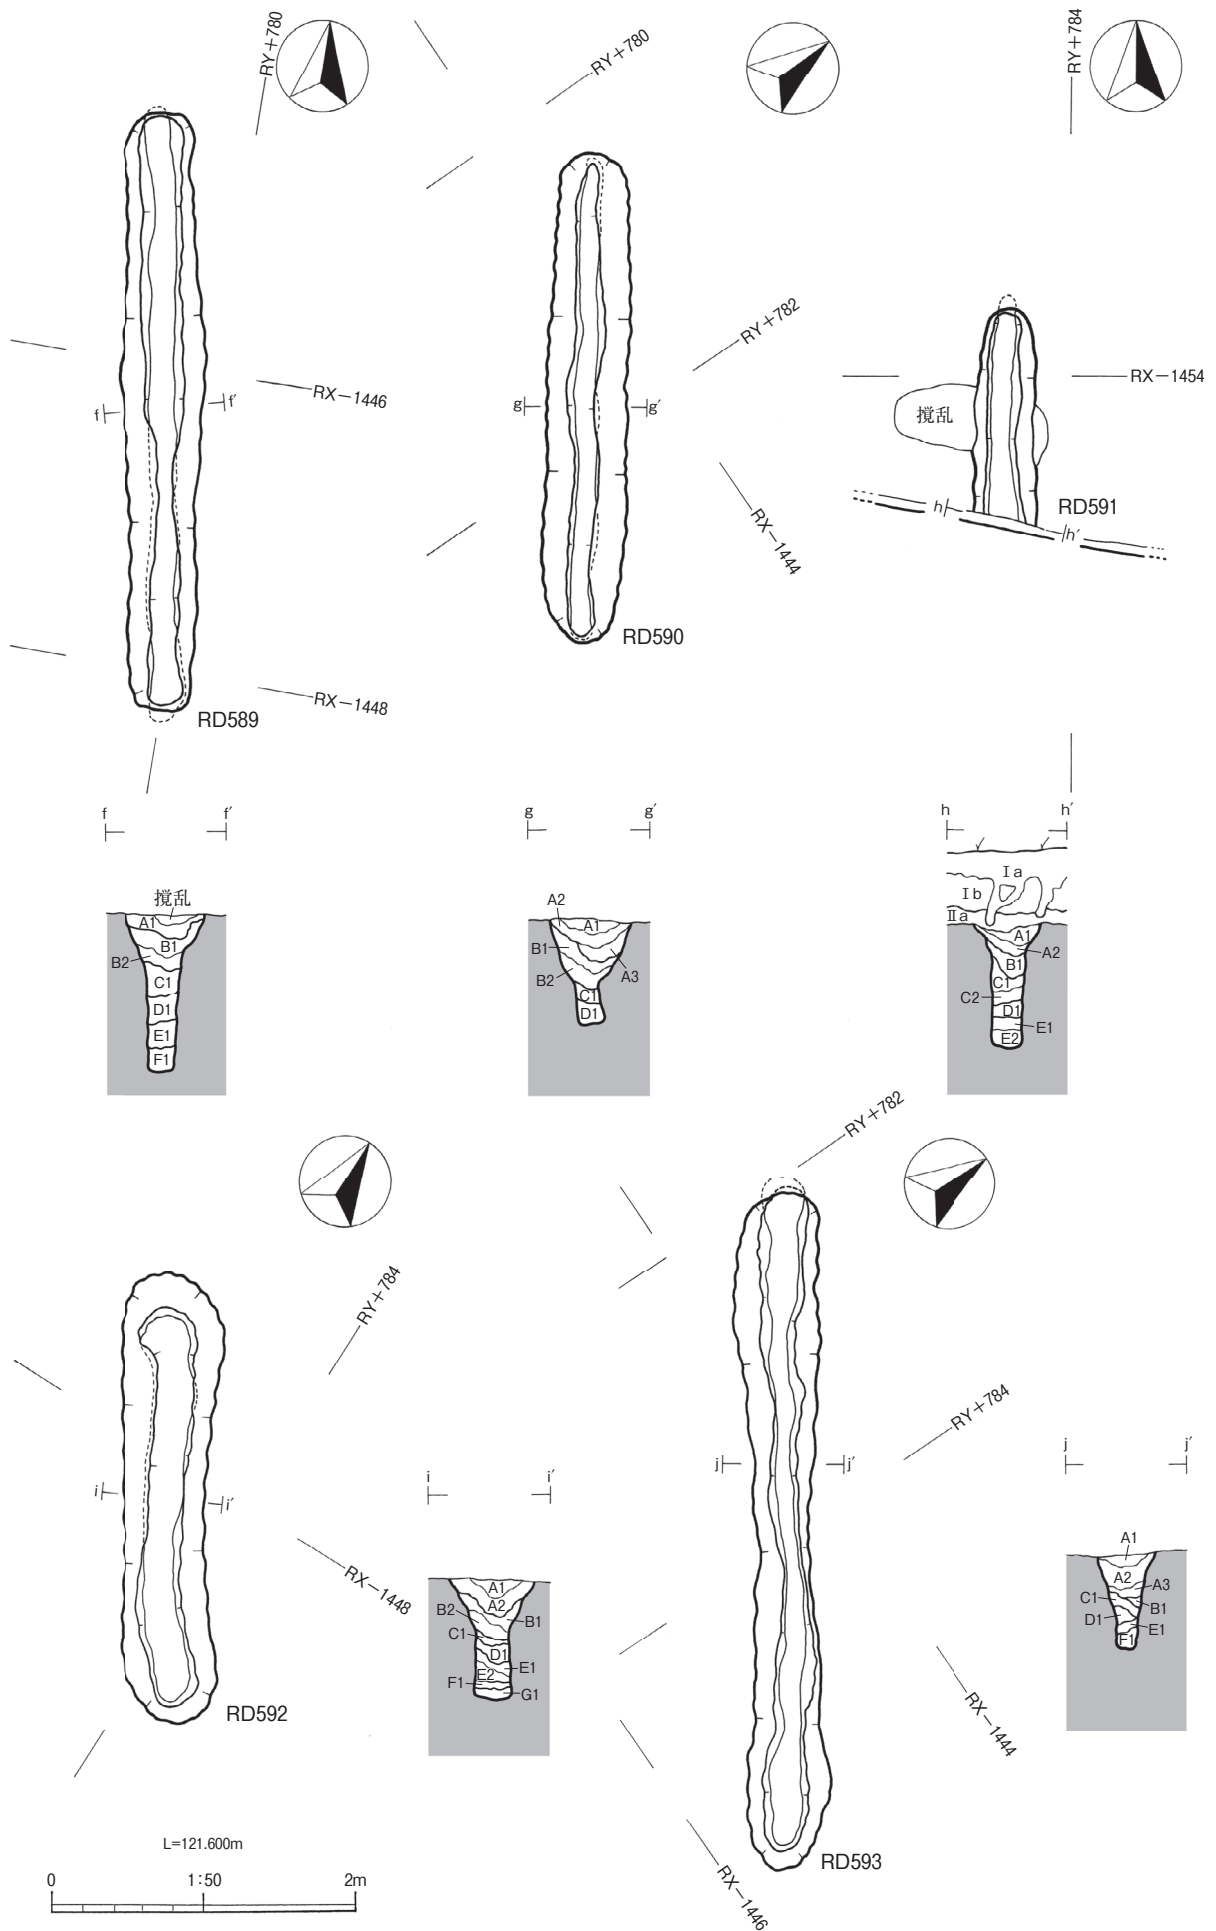 RY+780
RY+780
RY+784
RY+782
f f′
RX−1446
g g′
RX−1454
撹乱
h h′
RD591
RX−1444
RD590
RX−1448
RD589
f f′
g g′
h h′
撹乱
A1
B1
B2
C1
D1
E1
F1
A2
A1
B1
A3
B2
C1
D1
Ⅰa
Ⅰb
Ⅱa
A1
A2
B1
C1
C2
D1
E1
E2
RY+782
RY+784
RY+784
i i′
i i′
j j′
j j′
RX−1448
A1
A2
B2
B1
C1
D1
E1
E2
F1
G1
A1
A2
A3
C1
B1
D1
E1
F1
RD592
RX−1444
RD593
RX−1446
L=121.600m
0 1:50 2m